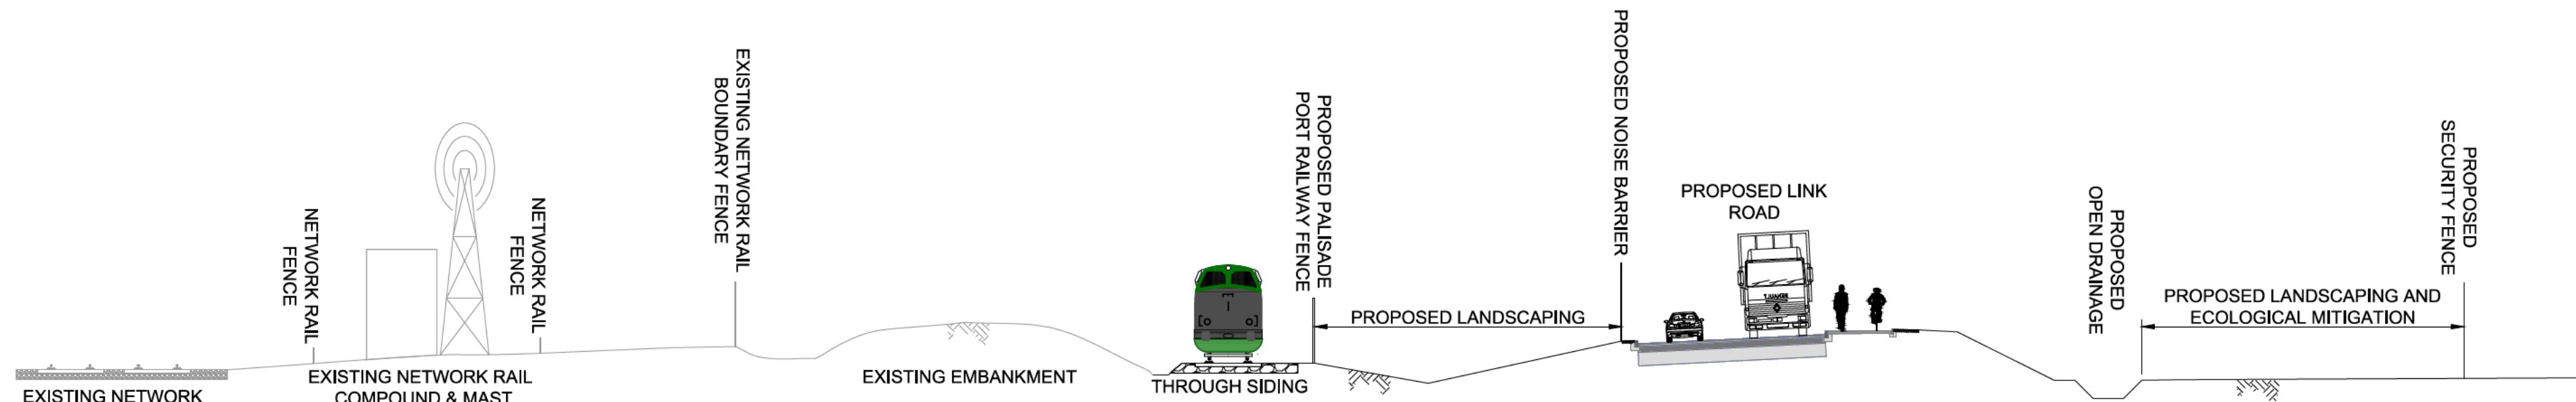 NETWORK RAIL
FENCE
NETWORK RAIL
FENCE
EXISTING NETWORK RAIL
BOUNDARY FENCE
PROPOSED PALISADE
PORT RAILWAY FENCE
PROPOSED NOISE BARRIER
PROPOSED LINK
ROAD
PROPOSED
OPEN DRAINAGE
PROPOSED
SECURITY FENCE
PROPOSED LANDSCAPING
PROPOSED LANDSCAPING AND
ECOLOGICAL MITIGATION
EXISTING NETWORK
EXISTING NETWORK RAIL
COMPOUND & MAST
EXISTING EMBANKMENT
THROUGH SIDING